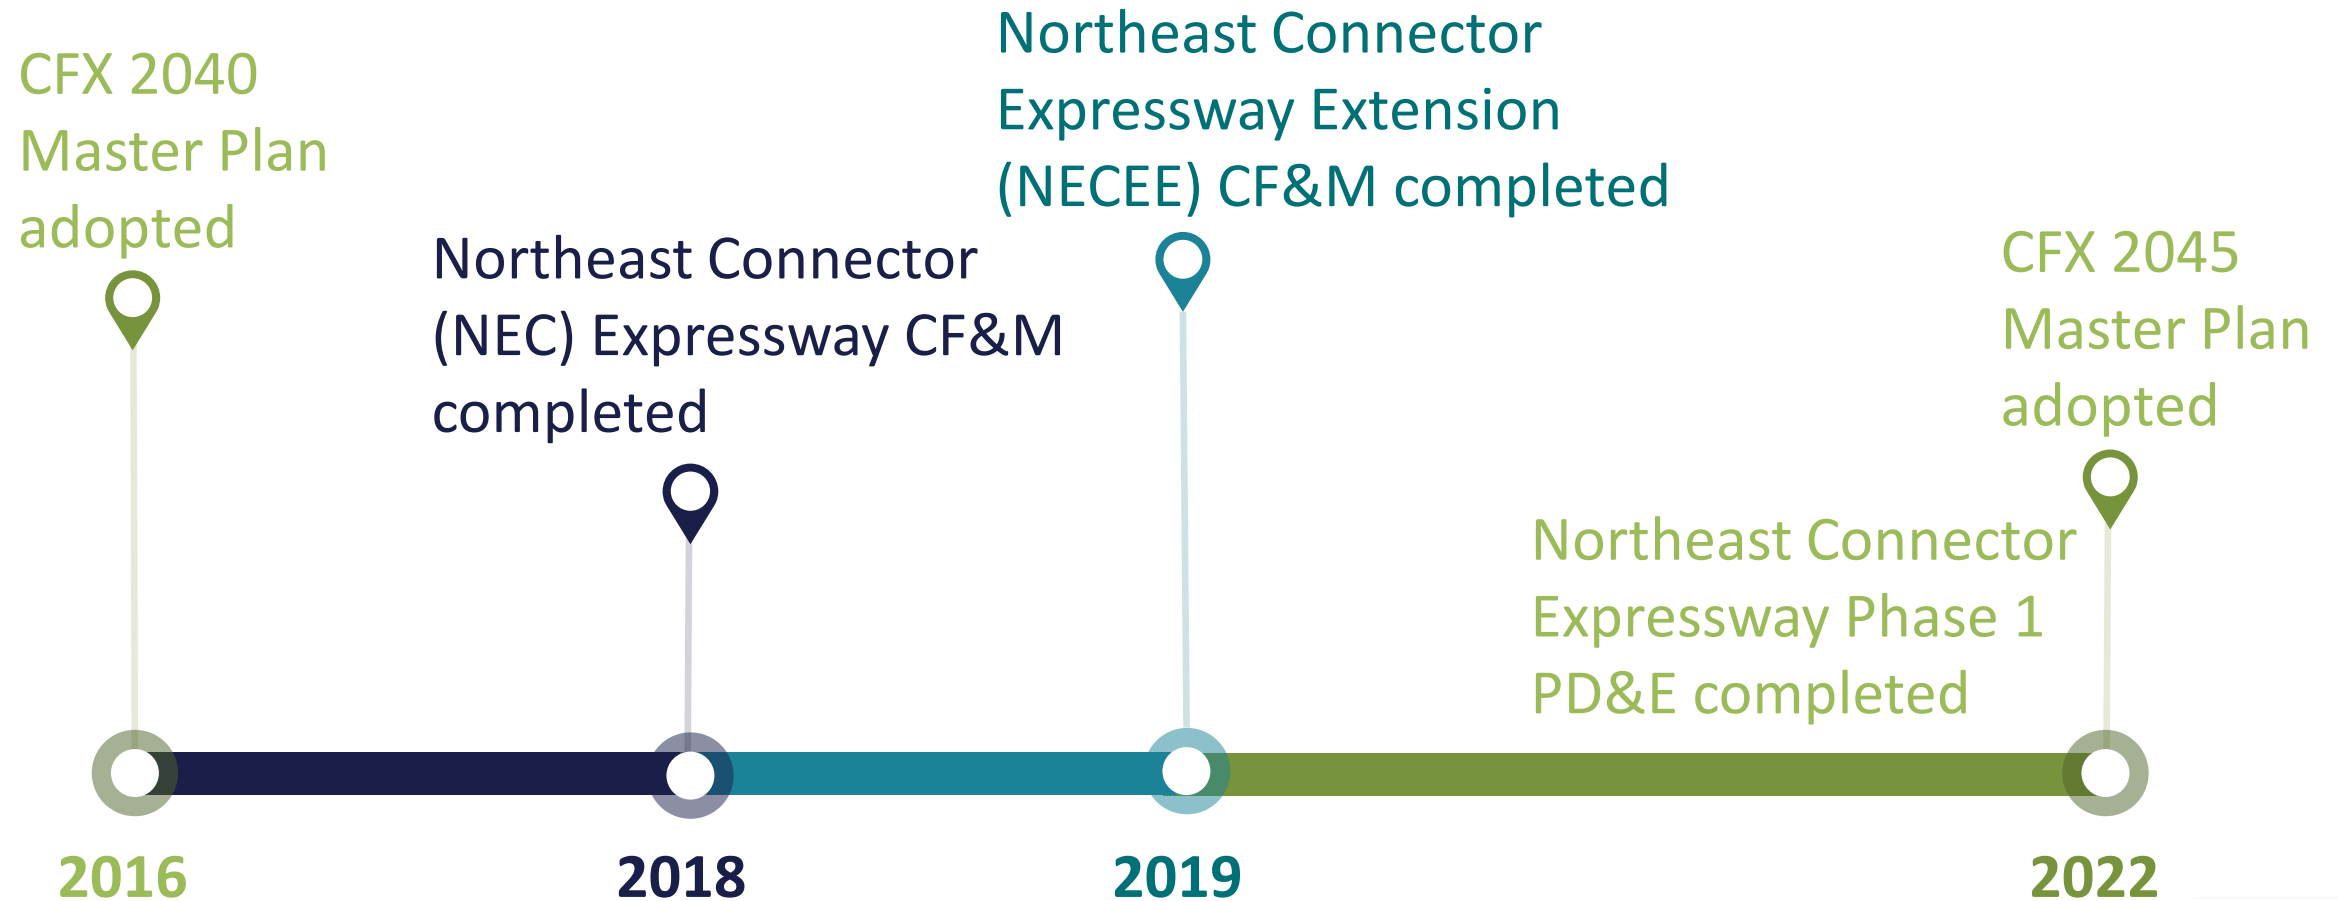 CFX 2040
Master Plan
adopted
Northeast Connector
(NEC) Expressway CF&M
completed
Northeast Connector
Expressway Extension
(NECEE) CF&M completed
Northeast Connector
Expressway Phase 1
PD&E completed
CFX 2045
Master Plan
adopted
2016
2018
2019
2022